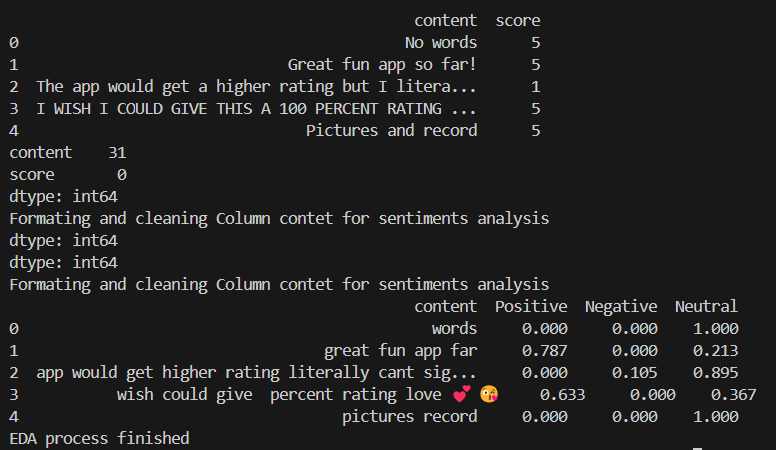 content score
0 No words 5
1 Great fun app so far! 5
2 The app would get a higher rating but I litera... 1
3 I WISH I COULD GIVE THIS A 100 PERCENT RATING ... 5
4 Pictures and record 5
content 31
score 0
dtype: int64
Formating and cleaning Column contet for sentiments analysis
dtype: int64
dtype: int64
Formating and cleaning Column contet for sentiments analysis
content Positive Negative Neutral
0 words 0.000 0.000 1.000
1 great fun app far 0.787 0.000 0.213
2 app would get higher rating literally cant sig... 0.000 0.105 0.895
3 wish could give percent rating love 💕 😘 0.633 0.000 0.367
4 pictures record 0.000 0.000 1.000
EDA process finished